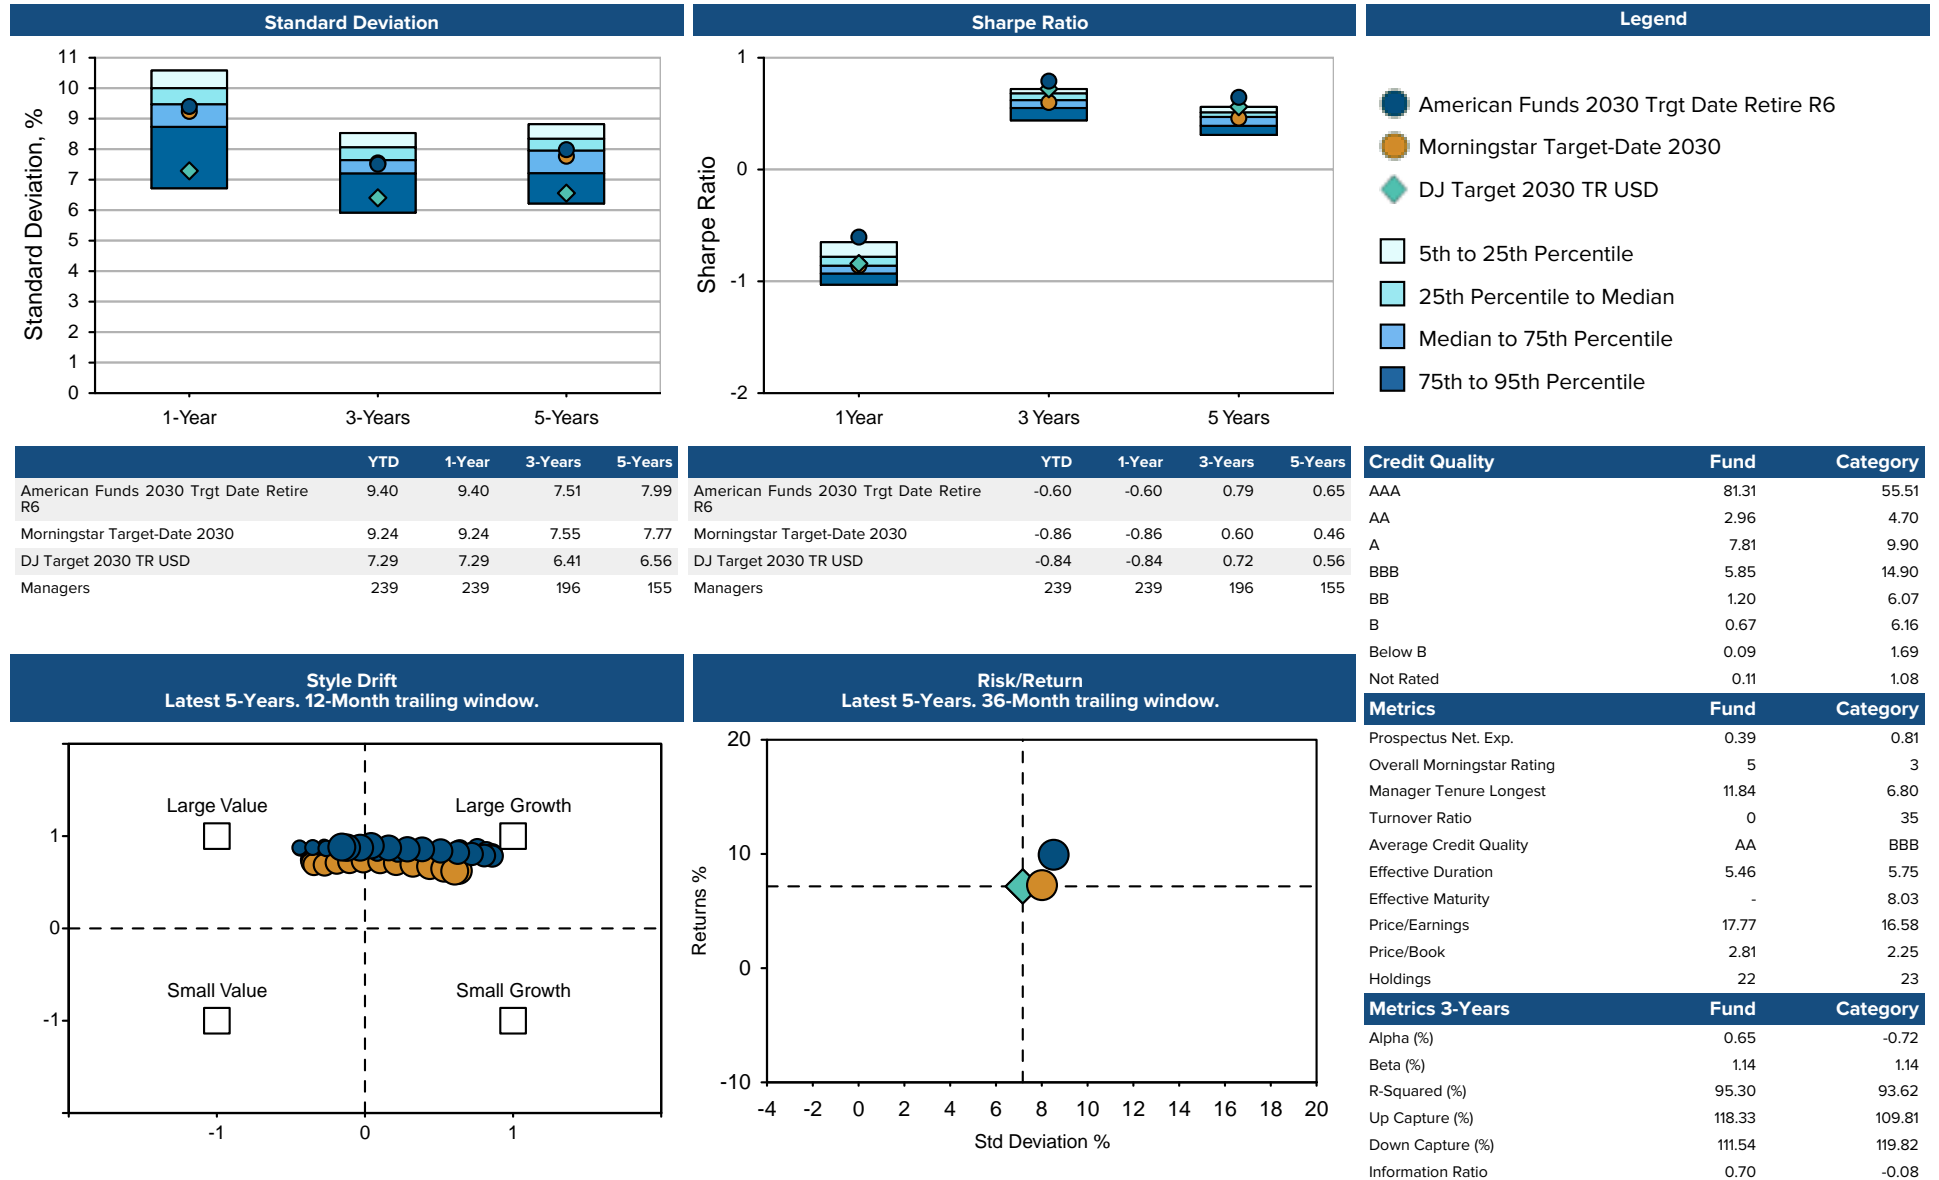 Standard Deviation
Standard Deviation, %
11
10
9
8
7
6
5
4
3
2
1
0
1-Year 3-Years 5-Years
Sharpe Ratio
Sharpe Ratio
1
0
-1
-2
1Year 3 Years 5 Years
Legend
American Funds 2030 Trgt Date Retire R6
Morningstar Target-Date 2030
DJ Target 2030 TR USD
5th to 25th Percentile
25th Percentile to Median
Median to 75th Percentile
75th to 95th Percentile
YTD 1-Year 3-Years 5-Years
American Funds 2030 Trgt Date Retire 9.40 9.40 7.51 7.99
R6
Morningstar Target-Date 2030 9.24 9.24 7.55 7.77
DJ Target 2030 TR USD 7.29 7.29 6.41 6.56
Managers 239 239 196 155
YTD 1-Year 3-Years 5-Years
American Funds 2030 Trgt Date Retire -0.60 -0.60 0.79 0.65
R6
Morningstar Target-Date 2030 -0.86 -0.86 0.60 0.46
DJ Target 2030 TR USD -0.84 -0.84 0.72 0.56
Managers 239 239 196 155
Style Drift
Latest 5-Years. 12-Month trailing window.
Large Value Large Growth
1
0
Small Value Small Growth
-1
-1 0 1
Risk/Return
Latest 5-Years. 36-Month trailing window.
20
10
Returns %
0
-10
-4 -2 0 2 4 6 8 10 12 14 16 18 20
Std Deviation %
Credit Quality Fund Category
AAA 81.31 55.51
AA 2.96 4.70
A 7.81 9.90
BBB 5.85 14.90
BB 1.20 6.07
B 0.67 6.16
Below B 0.09 1.69
Not Rated 0.11 1.08
Metrics Fund Category
Prospectus Net. Exp. 0.39 0.81
Overall Morningstar Rating 5 3
Manager Tenure Longest 11.84 6.80
Turnover Ratio 0 35
Average Credit Quality AA BBB
Effective Duration 5.46 5.75
Effective Maturity - 8.03
Price/Earnings 17.77 16.58
Price/Book 2.81 2.25
Holdings 22 23
Metrics 3-Years Fund Category
Alpha (%) 0.65 -0.72
Beta (%) 1.14 1.14
R-Squared (%) 95.30 93.62
Up Capture (%) 118.33 109.81
Down Capture (%) 111.54 119.82
Information Ratio 0.70 -0.08